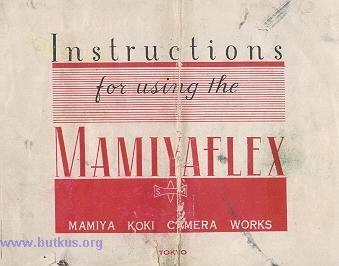 Instructions
for using the
MAMIYAFLEX
MAMIYA KOKI CAMERA WORKS
www.butkus.org
TOKYO